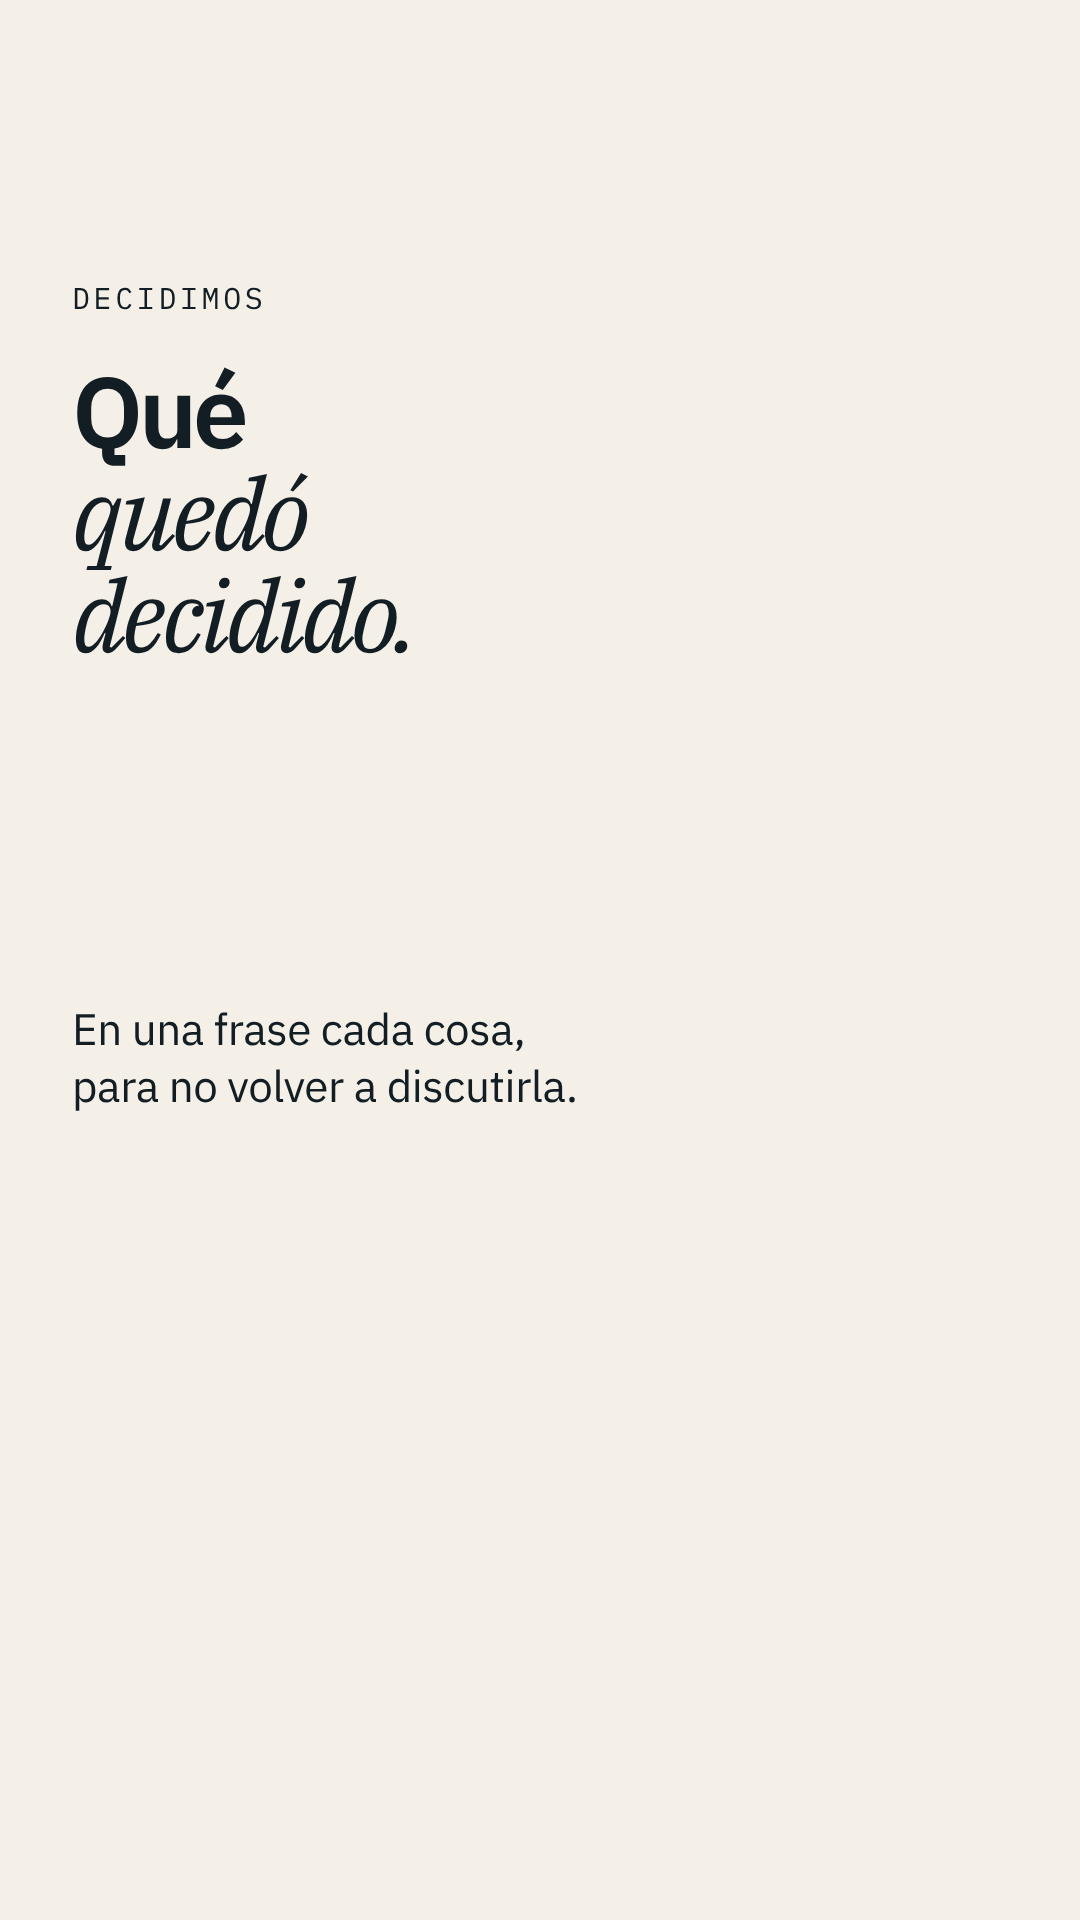 DECIDIMOS
Qué
quedó
decidido.
En una frase cada cosa,
para no volver a discutirla.